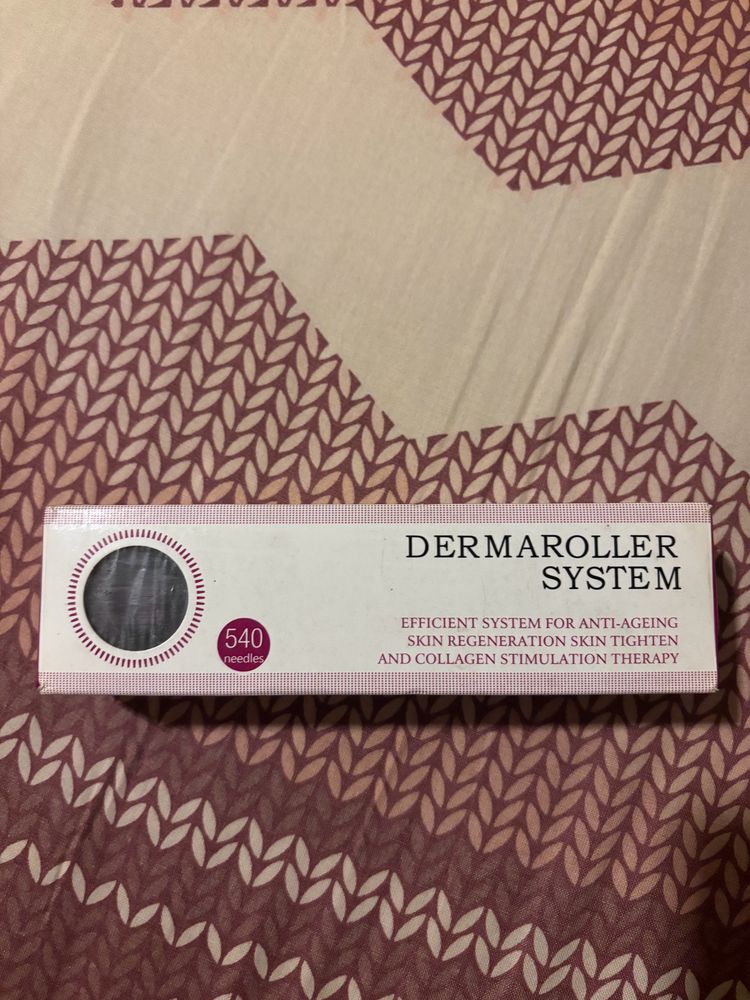 DERMAROLLER
SYSTEM
EFFICIENT SYSTEM FOR ANTI-AGEING
SKIN REGENERATION SKIN TIGHTEN
AND COLLAGEN STIMULATION THERAPY
540
needles